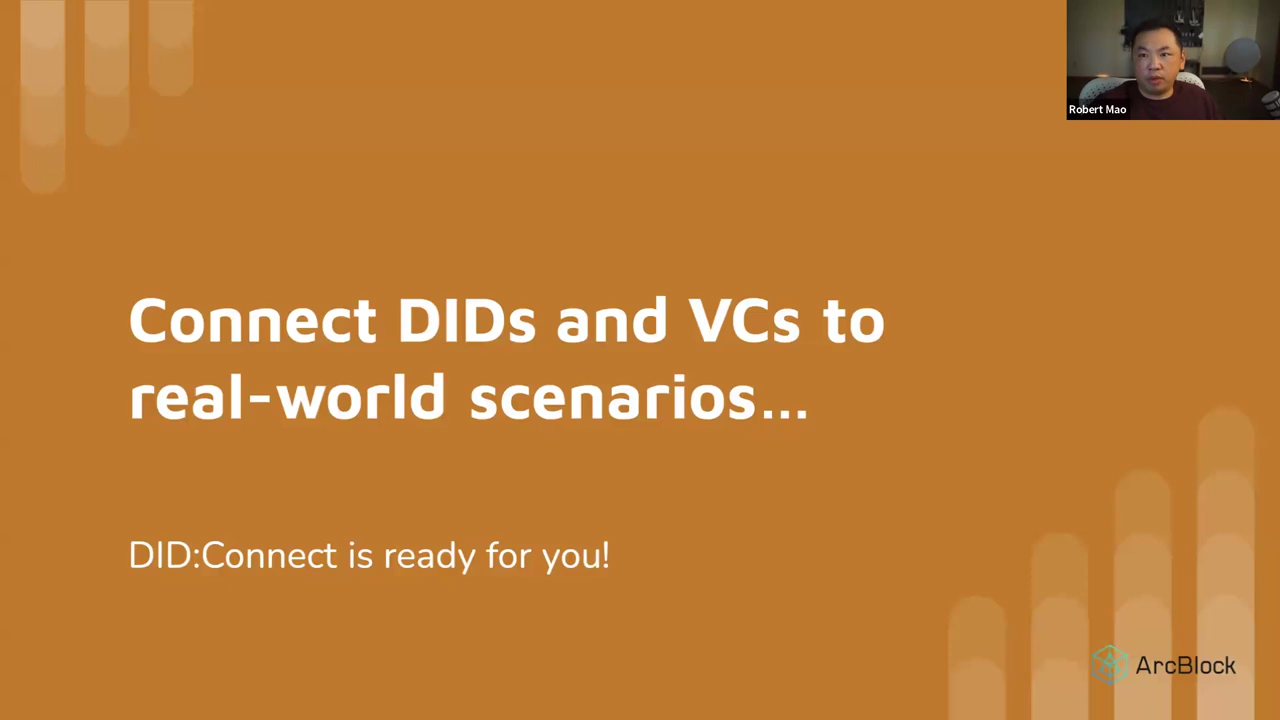 Robert Mao
Connect DIDs and VCs to
real-world scenarios...
DID:Connect is ready for you!
ArcBlock